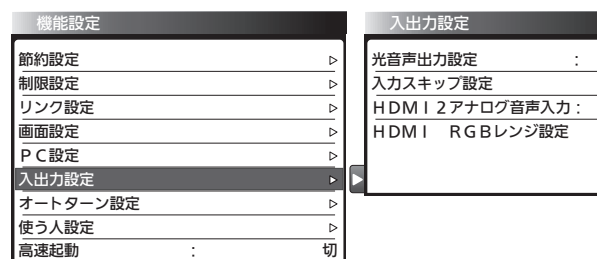 機能設定
節約設定
制限設定
リンク設定
画面設定
ＰＣ設定
入出力設定
オートターン設定
使う人設定
高速起動　：　切
入出力設定
光音声出力設定　：
入力スキップ設定
ＨＤＭＩ２アナログ音声入力：
ＨＤＭＩ　ＲＧＢレンジ設定